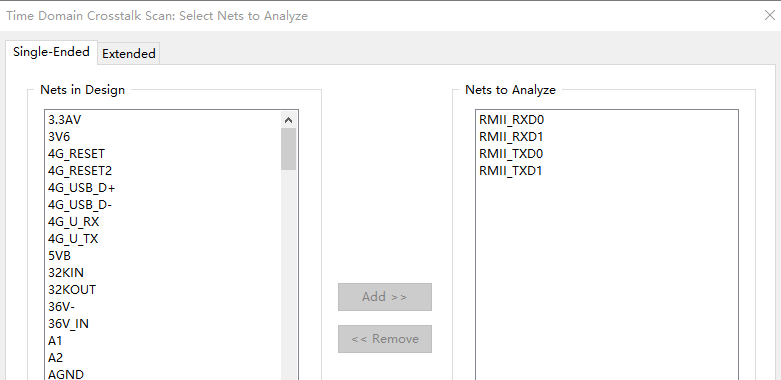 Time Domain Crosstalk Scan: Select Nets to Analyze
Single-Ended
Extended
Nets in Design
3.3AV
3V6
4G_RESET
4G_RESET2
4G_USB_D+
4G_USB_D-
4G_U_RX
4G_U_TX
5VB
32KIN
32KOUT
36V-
36V_IN
A1
A2
AGND
Add >>
<< Remove
Nets to Analyze
RMII_RXD0
RMII_RXD1
RMII_TXD0
RMII_TXD1